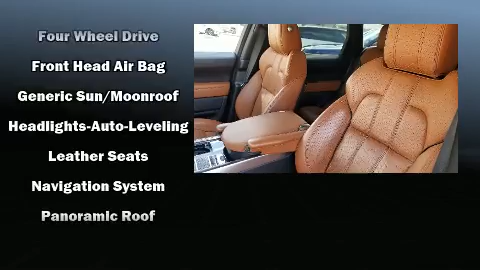 Four Wheel Drive
Front Head Air Bag
Generic Sun/Moonroof
Headlights-Auto-Leveling
Leather Seats
Navigation System
Panoramic Roof